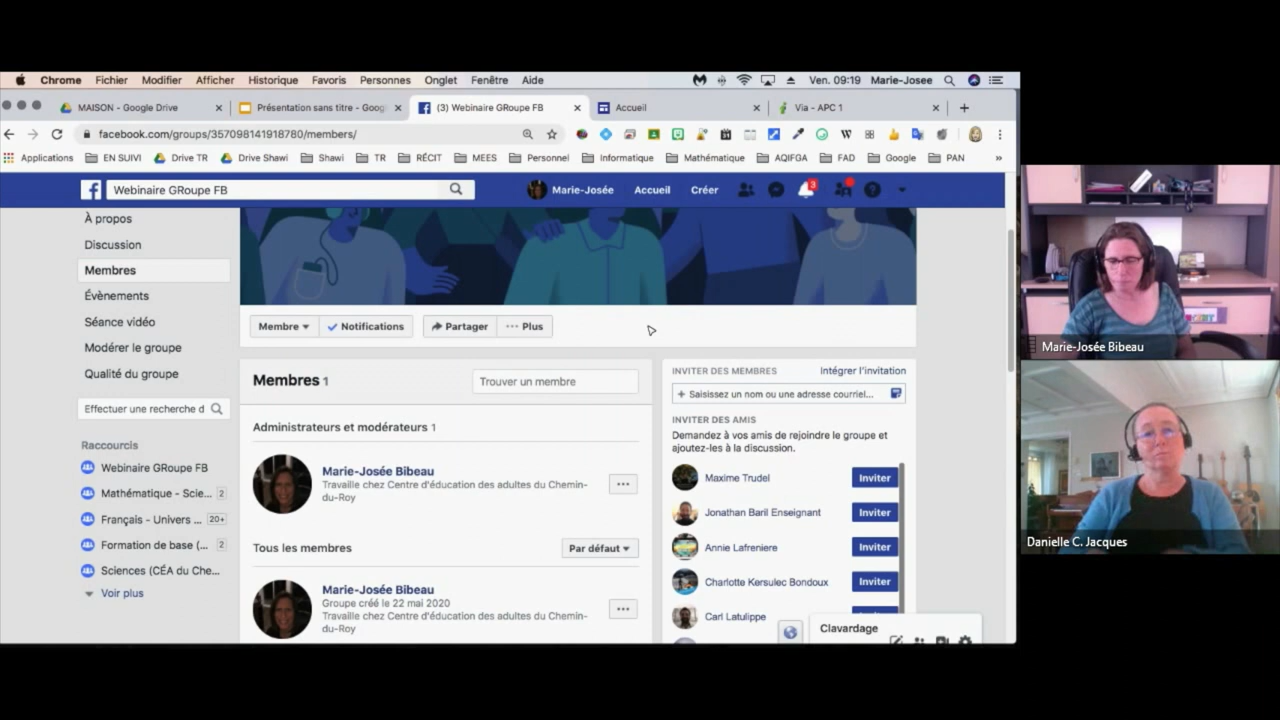 Chrome Fichier Modifier Afficher Historique Favoris Personnes Onglet Fenêtre Aide Ven. 09:19 Marie-Josee
MAISON - Google Drive Présentation sans titre - Goog (3) Webinaire GRoupe FB Accueil Via - APC 1
facebook.com/groups/357098141918780/members/
Applications EN SUIVI Drive TR Drive Shawi Shawi TR RÉCIT MEES Personnel Informatique Mathématique AQIFGA FAD Google PAN »
Webinaire GRoupe FB Marie-Josée Accueil Créer 3
À propos
Discussion
Membres
Évènements
Séance vidéo
Modérer le groupe
Qualité du groupe
Effectuer une recherche d
Raccourcis
Webinaire GRoupe FB
Mathématique - Scie... 2
Français - Univers ... 20+
Formation de base (... 2
Sciences (CÉA du Che...
Voir plus
Membre Notifications Partager Plus
Membres 1 Trouver un membre
Administrateurs et modérateurs 1
Marie-Josée Bibeau
Travaille chez Centre d'éducation des adultes du Chemin-
du-Roy
Tous les membres Par défaut
Marie-Josée Bibeau
Groupe créé le 22 mai 2020
Travaille chez Centre d'éducation des adultes du Chemin-
du-Roy
INVITER DES MEMBRES Intégrer l'invitation
+ Saisissez un nom ou une adresse courriel...
INVITER DES AMIS
Demandez à vos amis de rejoindre le groupe et
ajoutez-les à la discussion.
Maxime Trudel Inviter
Jonathan Baril Enseignant Inviter
Annie Lafreniere Inviter
Charlotte Kersulec Bondoux Inviter
Carl Latulippe
Clavardage
Marie-Josée Bibeau
Danielle C. Jacques